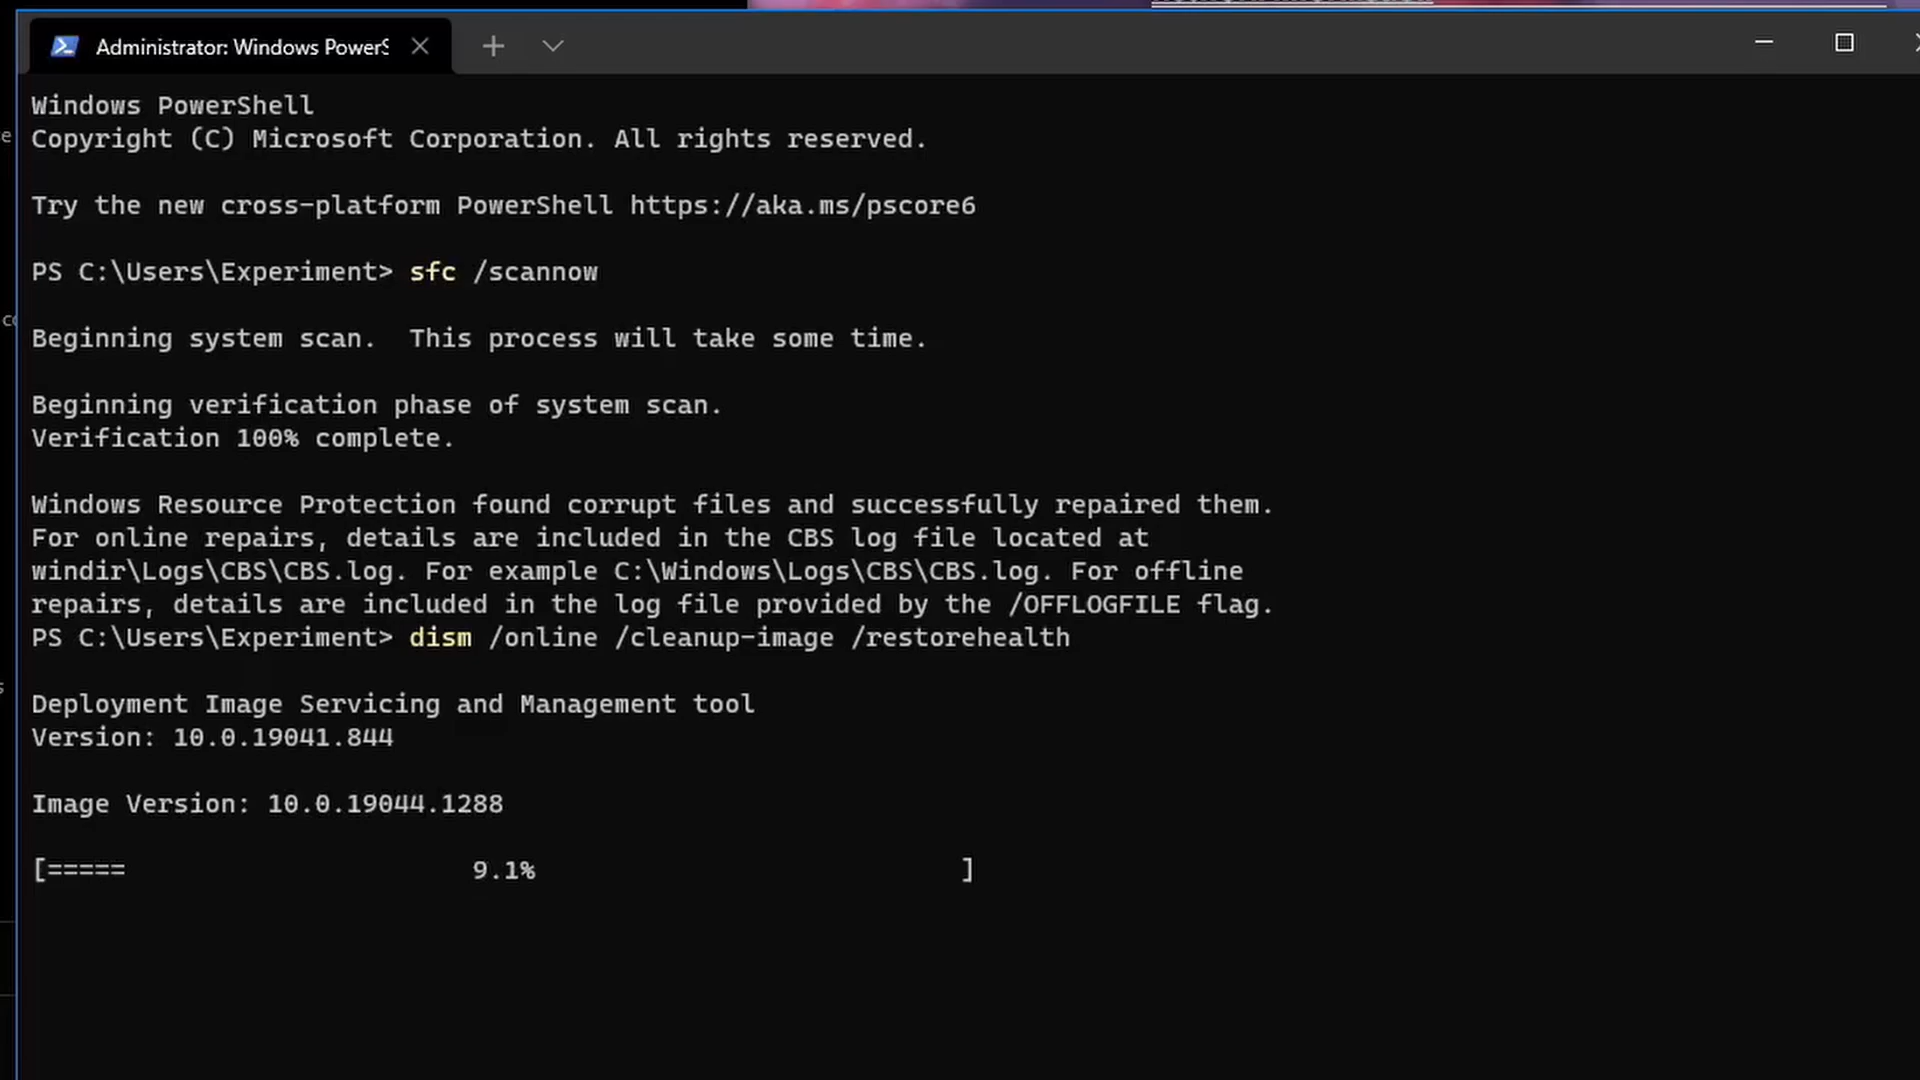 Administrator: Windows PowerS
Windows PowerShell
Copyright (C) Microsoft Corporation. All rights reserved.
Try the new cross-platform PowerShell https://aka.ms/pscore6
PS C:\Users\Experiment> sfc /scannow
Beginning system scan.  This process will take some time.
Beginning verification phase of system scan.
Verification 100% complete.
Windows Resource Protection found corrupt files and successfully repaired them.
For online repairs, details are included in the CBS log file located at
windir\Logs\CBS\CBS.log. For example C:\Windows\Logs\CBS\CBS.log. For offline
repairs, details are included in the log file provided by the /OFFLOGFILE flag.
PS C:\Users\Experiment> dism /online /cleanup-image /restorehealth
Deployment Image Servicing and Management tool
Version: 10.0.19041.844
Image Version: 10.0.19044.1288
[=====                      9.1%                           ]